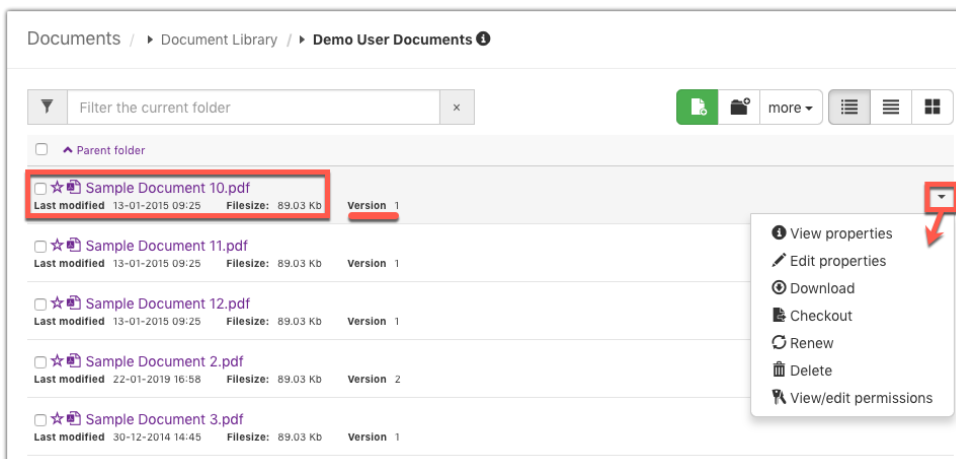 Documents / Document Library / Demo User Documents
Filter the current folder × more
Parent folder
Sample Document 10.pdf
Last modified 13-01-2015 09:25 Filesize: 89.03 Kb Version 1
View properties
Edit properties
Download
Checkout
Renew
Delete
View/edit permissions
Sample Document 11.pdf
Last modified 13-01-2015 09:25 Filesize: 89.03 Kb Version 1
Sample Document 12.pdf
Last modified 13-01-2015 09:25 Filesize: 89.03 Kb Version 1
Sample Document 2.pdf
Last modified 22-01-2019 16:58 Filesize: 89.03 Kb Version 2
Sample Document 3.pdf
Last modified 30-12-2014 14:45 Filesize: 89.03 Kb Version 1